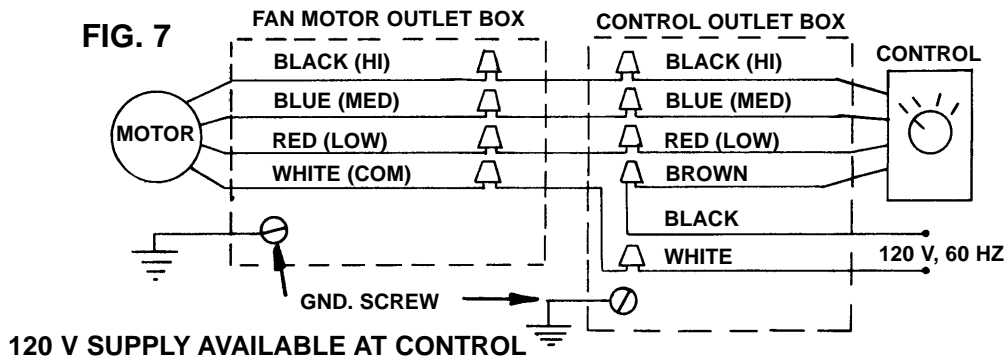 FIG. 7
FAN MOTOR OUTLET BOX
CONTROL OUTLET BOX
CONTROL
BLACK (HI)
BLACK (HI)
BLUE (MED)
BLUE (MED)
MOTOR
RED (LOW)
RED (LOW)
WHITE (COM)
BROWN
BLACK
WHITE
120 V, 60 HZ
GND. SCREW
120 V SUPPLY AVAILABLE AT CONTROL